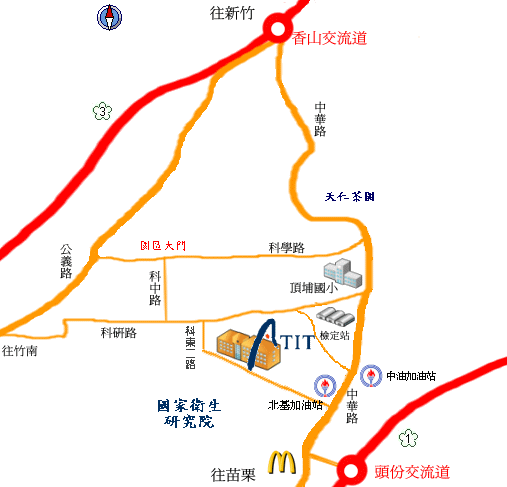 往新竹
香山交流道
3
中華路
天仁茶園
公義路
園區大門
科學路
科中路
頂埔國小
科研路
科東二路
ATIT
檢定站
往竹南
中油加油站
國家衛生
研究院
北基加油站
中華路
1
往苗栗
頭份交流道